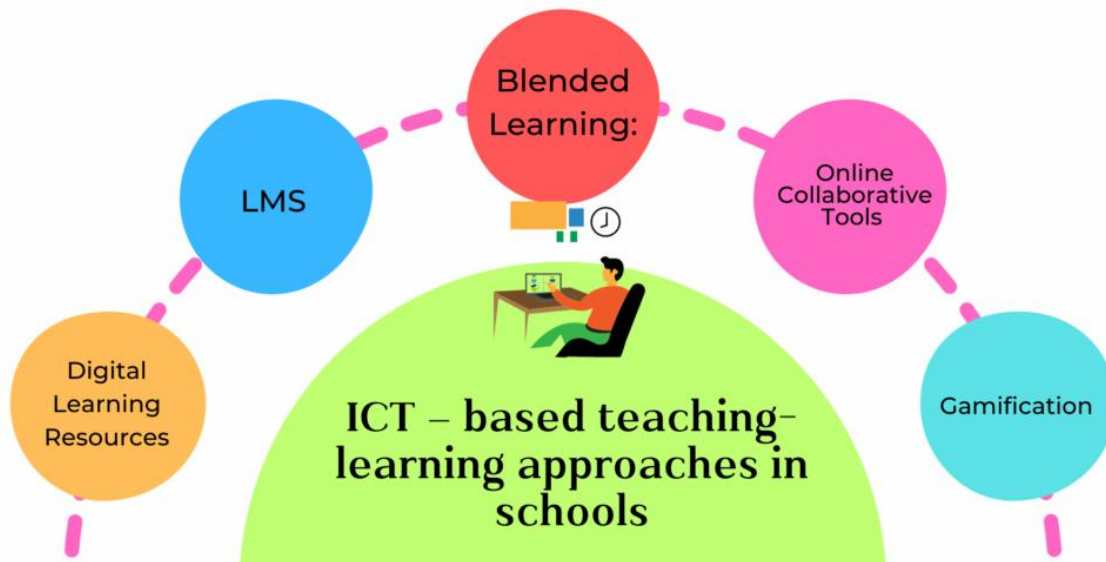 Blended
Learning:
LMS
Online
Collaborative
Tools
Digital
Learning
Resources
Gamification
ICT – based teaching-
learning approaches in
schools